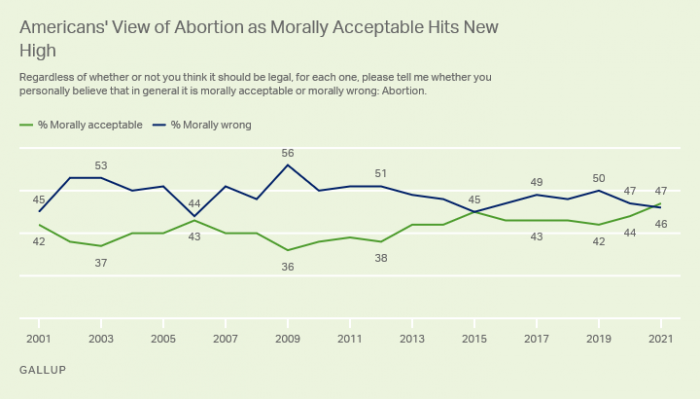 Americans' View of Abortion as Morally Acceptable Hits New
High
Regardless of whether or not you think it should be legal, for each one, please tell me whether you
personally believe that in general it is morally acceptable or morally wrong: Abortion.
% Morally acceptable % Morally wrong
56
53 51 50
45 44 45 49 47 47
42 43 43 42 44 46
37 36 38
2001 2003 2005 2007 2009 2011 2013 2015 2017 2019 2021
GALLUP